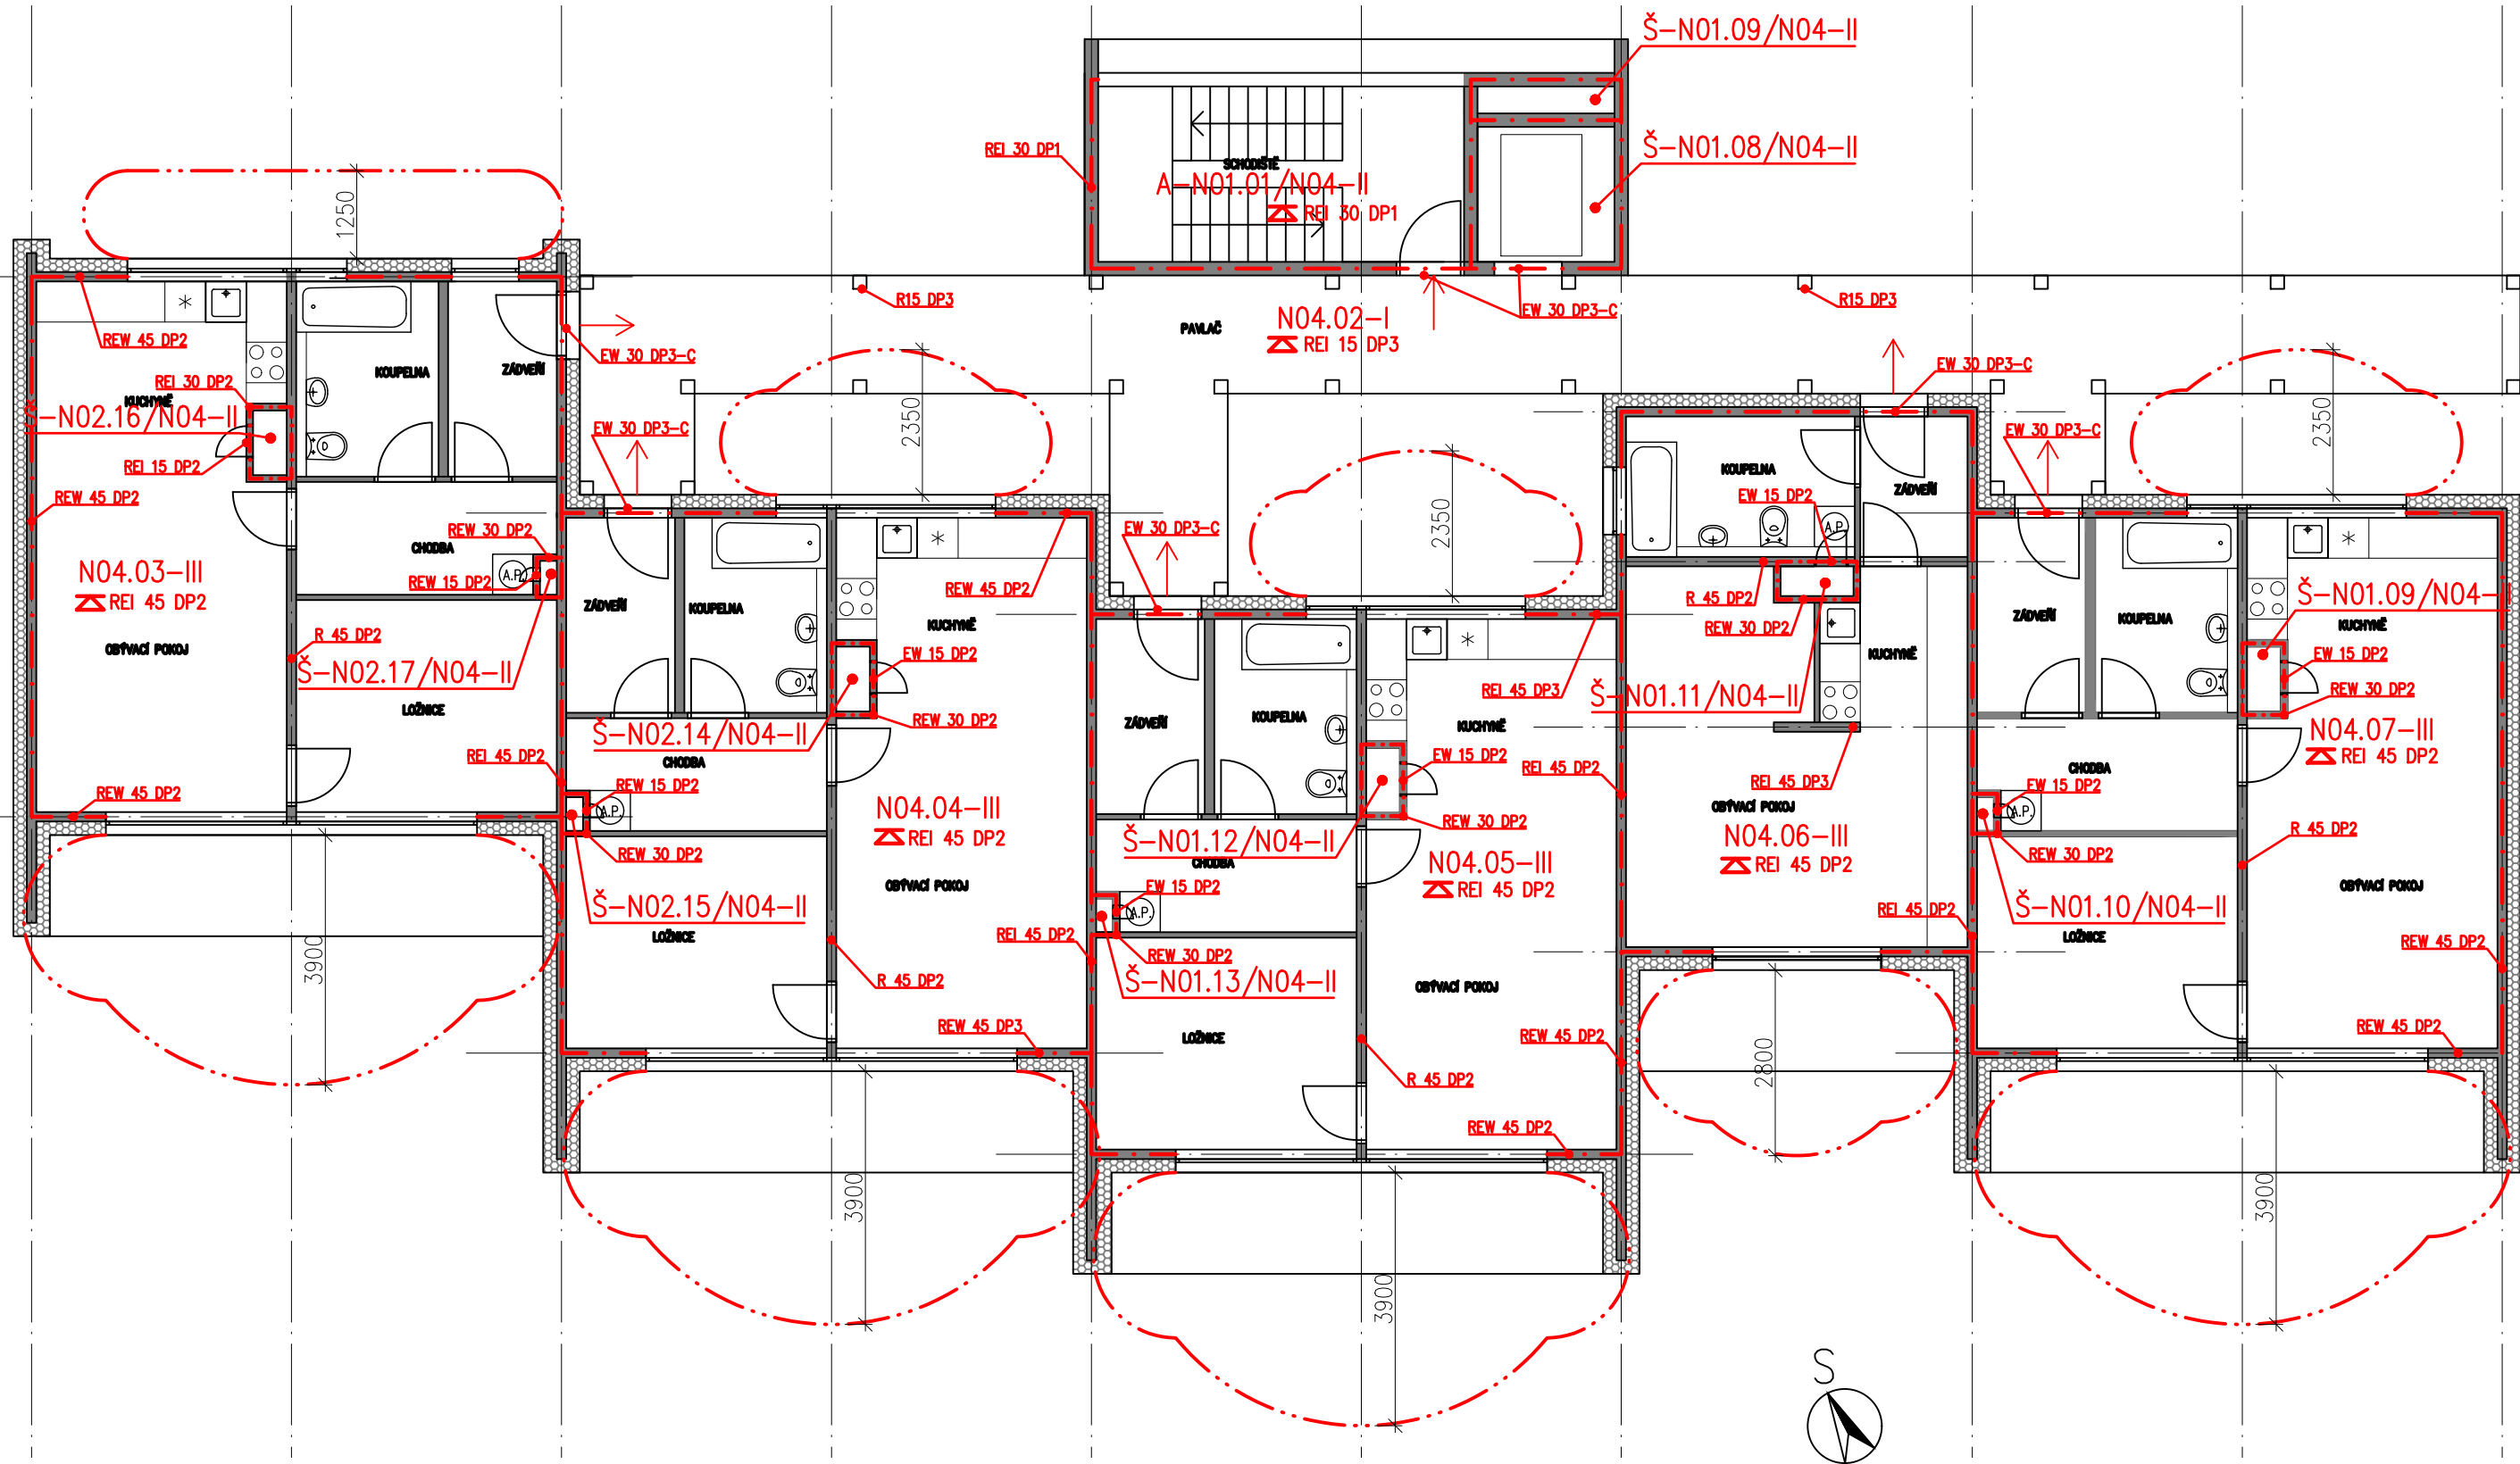 Š-N01.09/N04-II
Š-N01.08/N04-II
REI 30 DP1
SCHODIŠTĚ
A-N01.01/N04-II
REI 30 DP1
1250
R15 DP3
PAVLAČ
N04.02-I
REI 15 DP3
EW 30 DP3-C
R15 DP3
REW 45 DP2
EW 30 DP3-C
KOUPELNA
ZÁDVEŘÍ
REI 30 DP2
KUCHYNĚ
Š-N02.16/N04-II
REI 15 DP2
REW 45 DP2
REW 30 DP2
CHODBA
A.P.
REW 15 DP2
N04.03-III
REI 45 DP2
OBÝVACÍ POKOJ
R 45 DP2
Š-N02.17/N04-II
LOŽNICE
REI 45 DP2
REW 45 DP2
3900
EW 30 DP3-C
2350
ZÁDVEŘÍ
KOUPELNA
REW 45 DP2
KUCHYNĚ
EW 15 DP2
REW 30 DP2
Š-N02.14/N04-II
CHODBA
REW 15 DP2
A.P.
REW 30 DP2
N04.04-III
REI 45 DP2
OBÝVACÍ POKOJ
Š-N02.15/N04-II
LOŽNICE
REI 45 DP2
R 45 DP2
REW 45 DP3
3900
EW 30 DP3-C
2350
ZÁDVEŘÍ
KOUPELNA
REI 45 DP3
KUCHYNĚ
EW 15 DP2
REI 45 DP2
REW 30 DP2
Š-N01.12/N04-II
CHODBA
EW 15 DP2
A.P.
N04.05-III
REI 45 DP2
REW 30 DP2
Š-N01.13/N04-II
OBÝVACÍ POKOJ
LOŽNICE
REW 45 DP2
R 45 DP2
REW 45 DP2
3900
EW 30 DP3-C
KOUPELNA
EW 15 DP2
ZÁDVEŘÍ
A.P.
R 45 DP2
REW 30 DP2
KUCHYNĚ
Š-N01.11/N04-II
REI 45 DP3
OBÝVACÍ POKOJ
N04.06-III
REI 45 DP2
REI 45 DP2
2800
EW 30 DP3-C
2350
ZÁDVEŘÍ
KOUPELNA
Š-N01.09/N04-
KUCHYNĚ
EW 15 DP2
REW 30 DP2
N04.07-III
REI 45 DP2
CHODBA
EW 15 DP2
A.P.
R 45 DP2
REW 30 DP2
OBÝVACÍ POKOJ
Š-N01.10/N04-II
LOŽNICE
REW 45 DP2
REW 45 DP2
3900
S